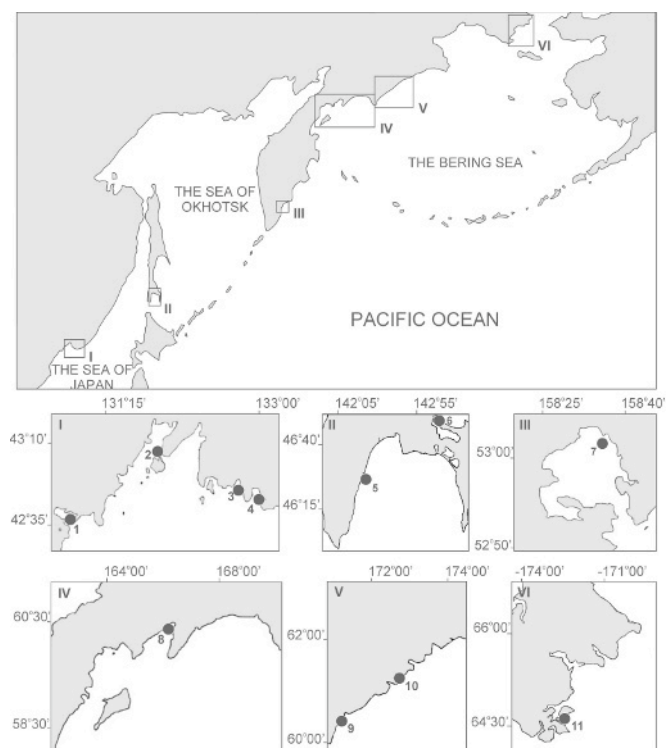 VI
V
IV
THE BERING SEA
THE SEA OF
OKHOTSK
III
II
PACIFIC OCEAN
I
THE SEA OF
JAPAN
131°15' 133°00'
I
43°10'
42°35'
1
2
3
4
142°05' 142°55'
II
46°40'
46°15'
5
6
158°25' 158°40'
III
53°00'
52°50'
7
164°00' 168°00'
IV
60°30'
58°30'
8
172°00' 174°00'
V
62°00'
60°00'
9
10
-174°00' -171°00'
VI
66°00'
64°30'
11